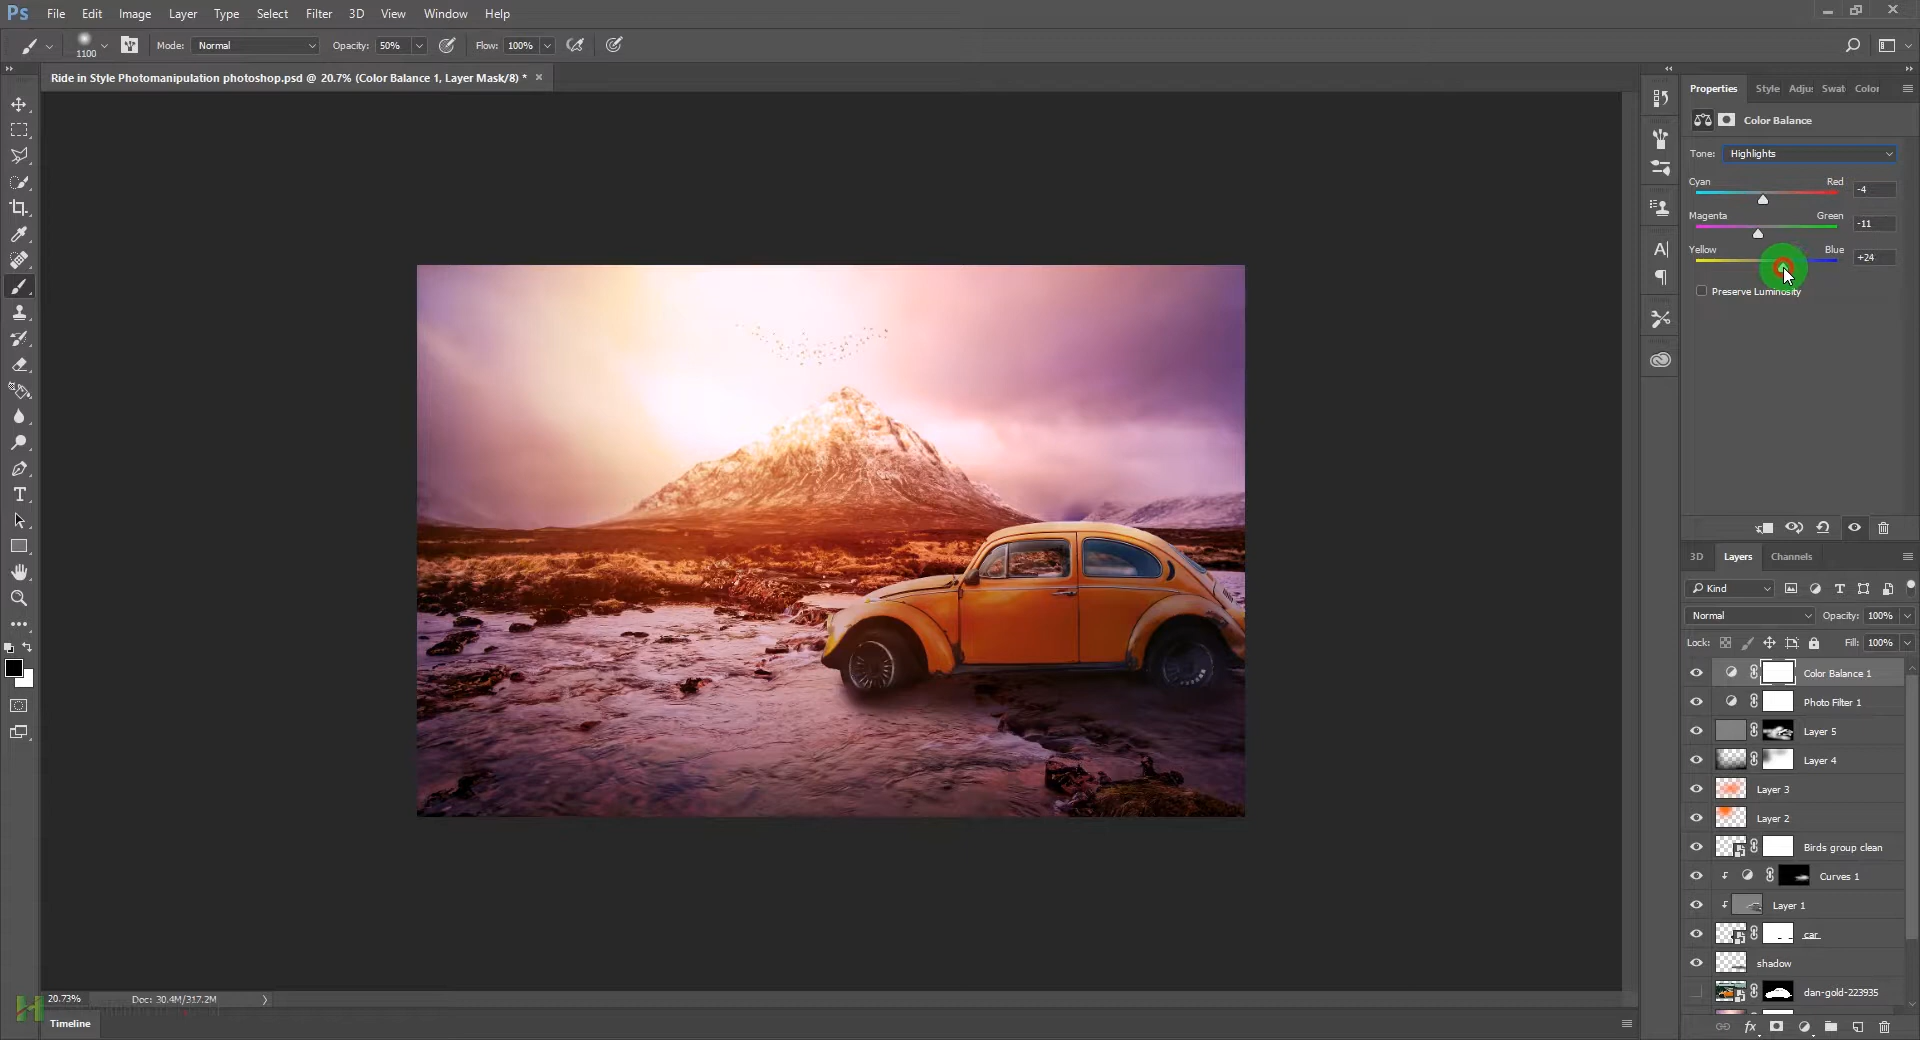 Ps File Edit Image Layer Type Select Filter 3D View Window Help
1100 Mode: Normal Opacity: 50% Flow: 100%
Ride in Style Photomanipulation photoshop.psd @ 20.7% (Color Balance 1, Layer Mask/8) * ×
Properties Style Adju Swat Color
Color Balance
Tone: Highlights
Cyan Red -4
Magenta Green -11
Yellow Blue +24
Preserve Luminosity
3D Layers Channels
Kind
Normal Opacity: 100%
Lock: Fill: 100%
Color Balance 1
Photo Filter 1
Layer 5
Layer 4
Layer 3
Layer 2
Birds group clean
Curves 1
Layer 1
car
shadow
dan-gold-223935
20.73% Doc: 30.4M/317.2M
Timeline